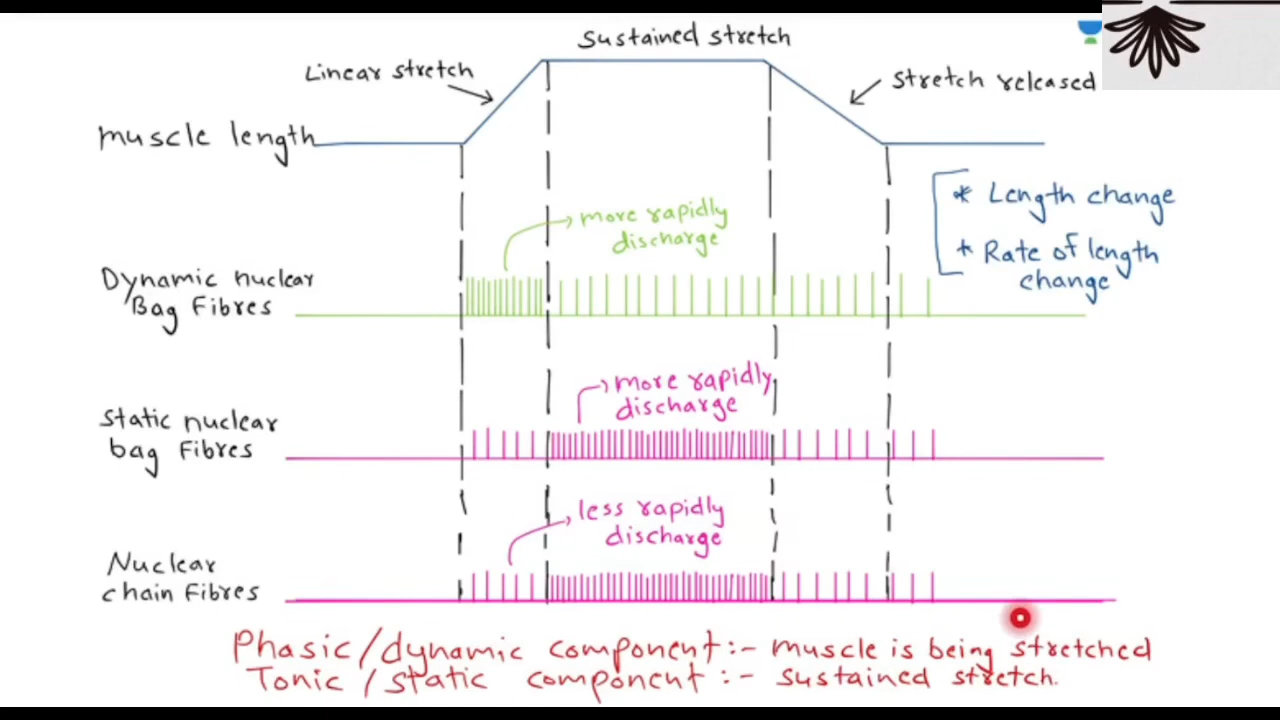 Sustained stretch
Linear stretch
Stretch released
muscle length
* Length change
* Rate of length
change
more rapidly
discharge
Dynamic nuclear
Bag Fibres
more rapidly
discharge
Static nuclear
bag Fibres
less rapidly
discharge
Nuclear
chain Fibres
Phasic/dynamic component:- muscle is being stretched
Tonic/static component:- sustained stretch.